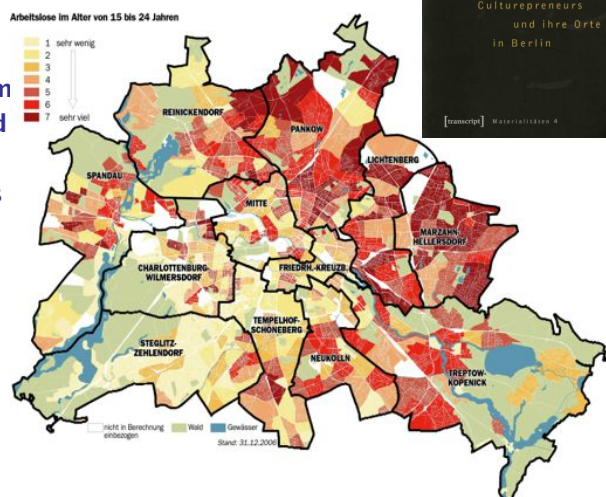 Arbeitslose im Alter von 15 bis 24 Jahren
1 sehr wenig
2
3
4
5
6
7 sehr viel
m
d
s
Culturepreneurs
und ihre Orte
in Berlin
[transcript] Materialitäten 4
REINICKENDORF
PANKOW
LICHTENBERG
SPANDAU
MITTE
MARZAHN-
HELLERSDORF
CHARLOTTENBURG
WILMERSDORF
FRIEDRH.-KREUZB.
TEMPELHOF-
SCHÖNEBERG
STEGLITZ-
ZEHLENDORF
NEUKÖLLN
TREPTOW-
KÖPENICK
nicht in Berechnung
einbezogen
Wald
Gewässer
Stand: 31.12.2006